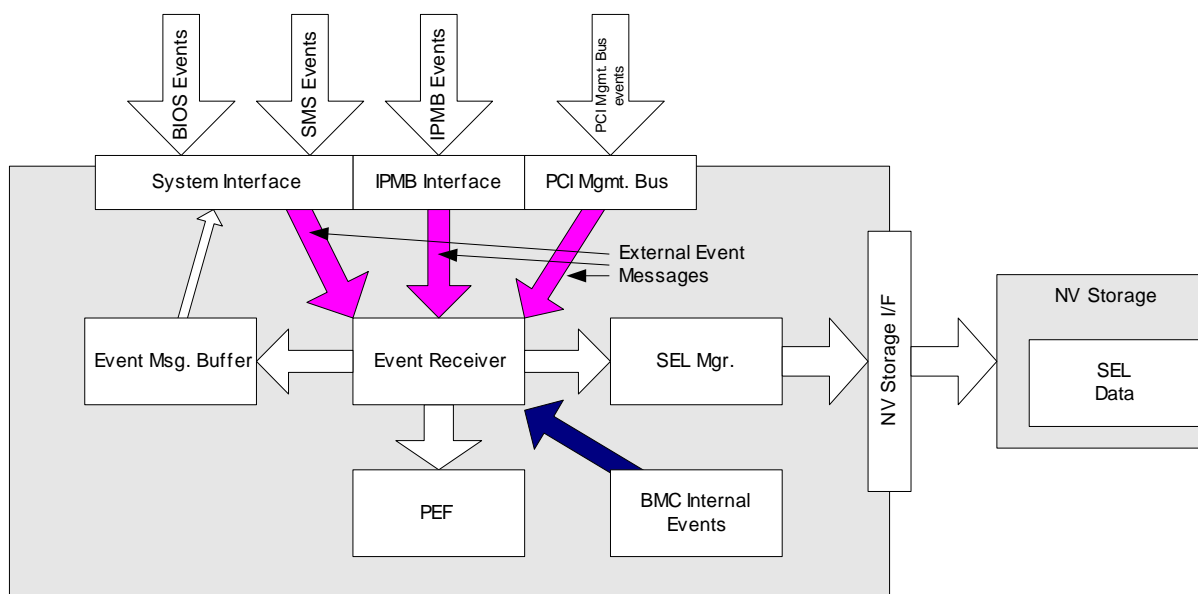 BIOS Events
SMS Events
IPMB Events
PCI Mgmt. Bus
events
System Interface
IPMB Interface
PCI Mgmt. Bus
External Event
Messages
Event Msg. Buffer
Event Receiver
SEL Mgr.
NV Storage I/F
NV Storage
SEL
Data
PEF
BMC Internal
Events